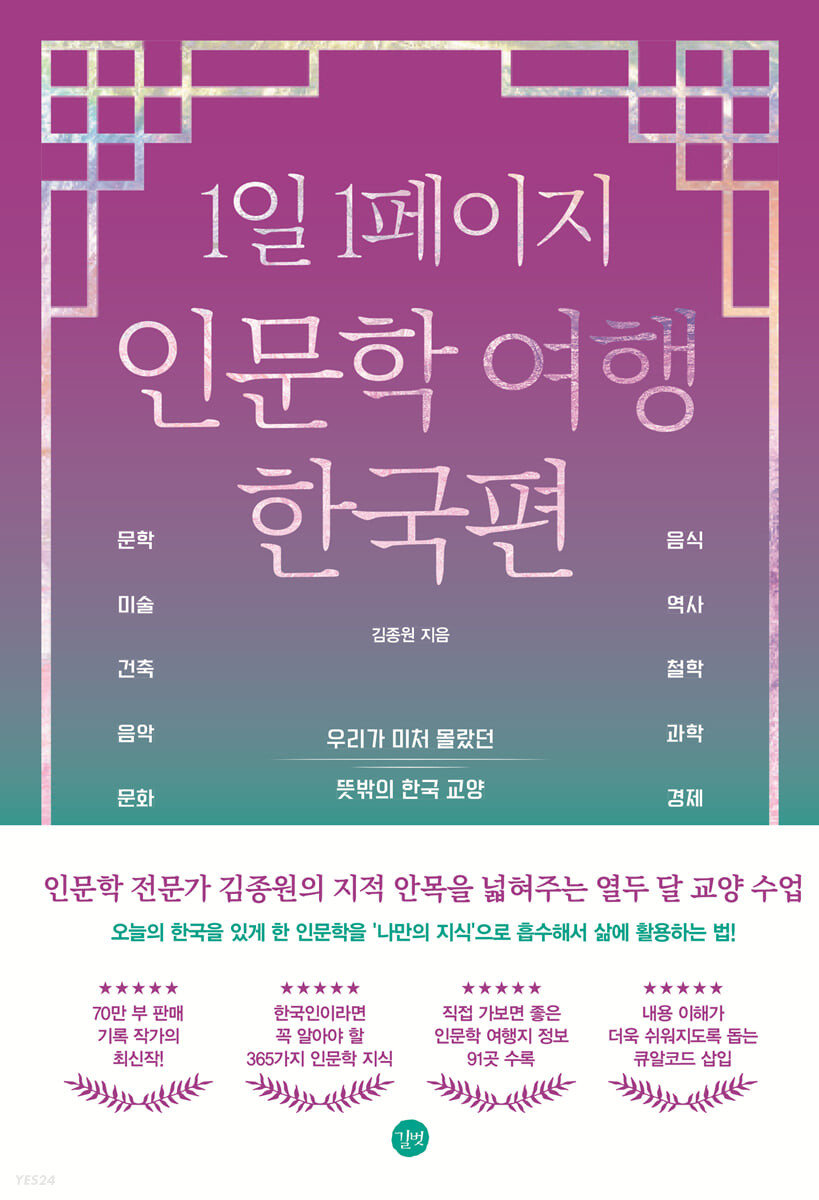 1일 1페이지
인문학 여행
한국편
문학
미술
건축
음악
문화
음식
역사
철학
과학
경제
김종원 지음
우리가 미처 몰랐던
뜻밖의 한국 교양
인문학 전문가 김종원의 지적 안목을 넓혀주는 열두 달 교양 수업
오늘의 한국을 있게 한 인문학을 '나만의 지식'으로 흡수해서 삶에 활용하는 법!
★★★★★
70만 부 판매
기록 작가의
최신작!
★★★★★
한국인이라면
꼭 알아야 할
365가지 인문학 지식
★★★★★
직접 가보면 좋은
인문학 여행지 정보
91곳 수록
★★★★★
내용 이해가
더욱 쉬워지도록 돕는
큐알코드 삽입
길벗
YES24